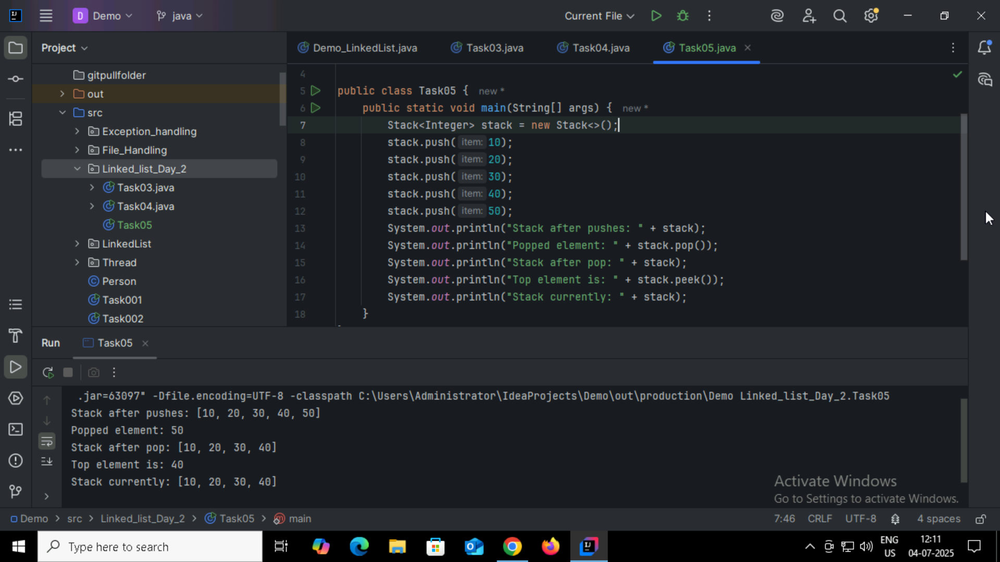 D Demo
java
Current File
Project
Demo_LinkedList.java
Task03.java
Task04.java
Task05.java
gitpullfolder
out
src
Exception_handling
File_Handling
Linked_list_Day_2
Task03.java
Task04.java
Task05
LinkedList
Thread
Person
Task001
Task002
4
5 public class Task05 { new *
6 public static void main(String[] args) { new *
7 Stack<Integer> stack = new Stack<>();
8 stack.push( item: 10);
9 stack.push( item: 20);
10 stack.push( item: 30);
11 stack.push( item: 40);
12 stack.push( item: 50);
13 System.out.println("Stack after pushes: " + stack);
14 System.out.println("Popped element: " + stack.pop());
15 System.out.println("Stack after pop: " + stack);
16 System.out.println("Top element is: " + stack.peek());
17 System.out.println("Stack currently: " + stack);
18 }
Run
Task05
.jar=63097" -Dfile.encoding=UTF-8 -classpath C:\Users\Administrator\IdeaProjects\Demo\out\production\Demo Linked_list_Day_2.Task05
Stack after pushes: [10, 20, 30, 40, 50]
Popped element: 50
Stack after pop: [10, 20, 30, 40]
Top element is: 40
Stack currently: [10, 20, 30, 40]
Activate Windows
Go to Settings to activate Windows.
Demo > src > Linked_list_Day_2 > Task05 > main
7:46 CRLF UTF-8 4 spaces
Type here to search
ENG
US
12:11
04-07-2025